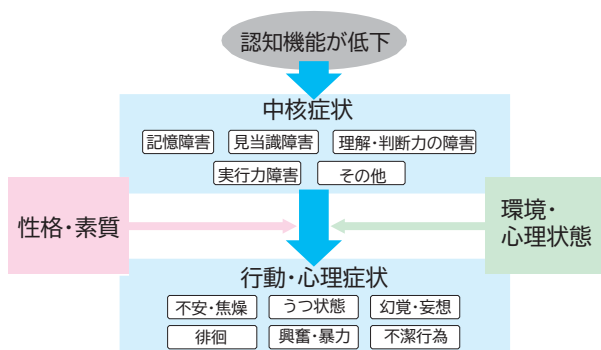 認知機能が低下
中核症状
記憶障害 見当識障害 理解・判断力の障害
実行力障害 その他
性格・素質
環境・
心理状態
行動・心理症状
不安・焦燥 うつ状態 幻覚・妄想
徘徊 興奮・暴力 不潔行為